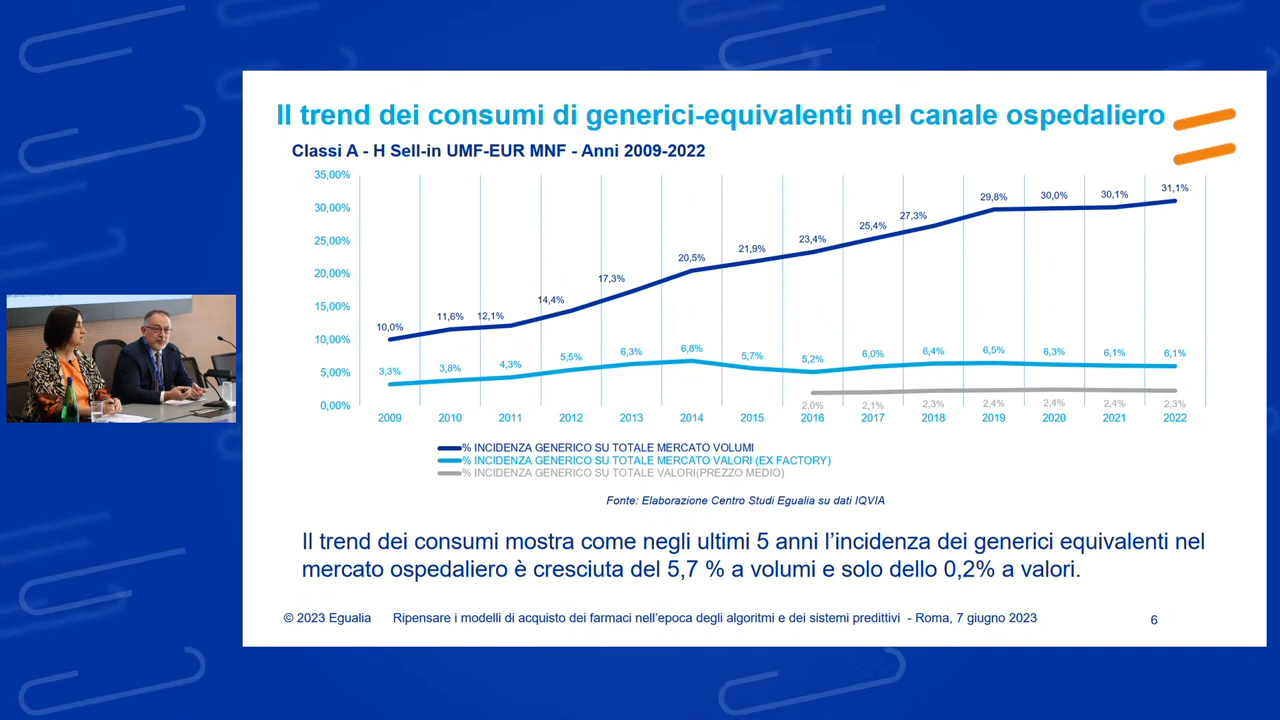 Il trend dei consumi di generici-equivalenti nel canale ospedaliero
Classi A - H Sell-in UMF-EUR MNF - Anni 2009-2022
35,00%
30,00%
25,00%
20,00%
15,00%
10,00%
5,00%
0,00%
10,0% 11,6% 12,1% 14,4% 17,3% 20,5% 21,9% 23,4% 25,4% 27,3% 29,8% 30,0% 30,1% 31,1%
3,3% 3,8% 4,3% 5,5% 6,3% 6,8% 5,7% 5,2% 6,0% 6,4% 6,5% 6,3% 6,1% 6,1%
2,0% 2,1% 2,3% 2,4% 2,4% 2,4% 2,3%
2009 2010 2011 2012 2013 2014 2015 2016 2017 2018 2019 2020 2021 2022
% INCIDENZA GENERICO SU TOTALE MERCATO VOLUMI
% INCIDENZA GENERICO SU TOTALE MERCATO VALORI (EX FACTORY)
% INCIDENZA GENERICO SU TOTALE VALORI(PREZZO MEDIO)
Fonte: Elaborazione Centro Studi Egualia su dati IQVIA
Il trend dei consumi mostra come negli ultimi 5 anni l’incidenza dei generici equivalenti nel
mercato ospedaliero è cresciuta del 5,7 % a volumi e solo dello 0,2% a valori.
© 2023 Egualia Ripensare i modelli di acquisto dei farmaci nell’epoca degli algoritmi e dei sistemi predittivi - Roma, 7 giugno 2023 6